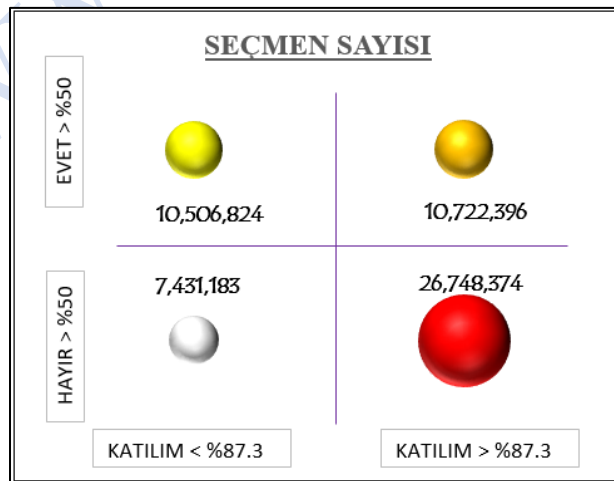 SEÇMEN SAYISI
EVET > %50
10,506,824
10,722,396
HAYIR > %50
7,431,183
26,748,374
KATILIM < %87.3
KATILIM > %87.3